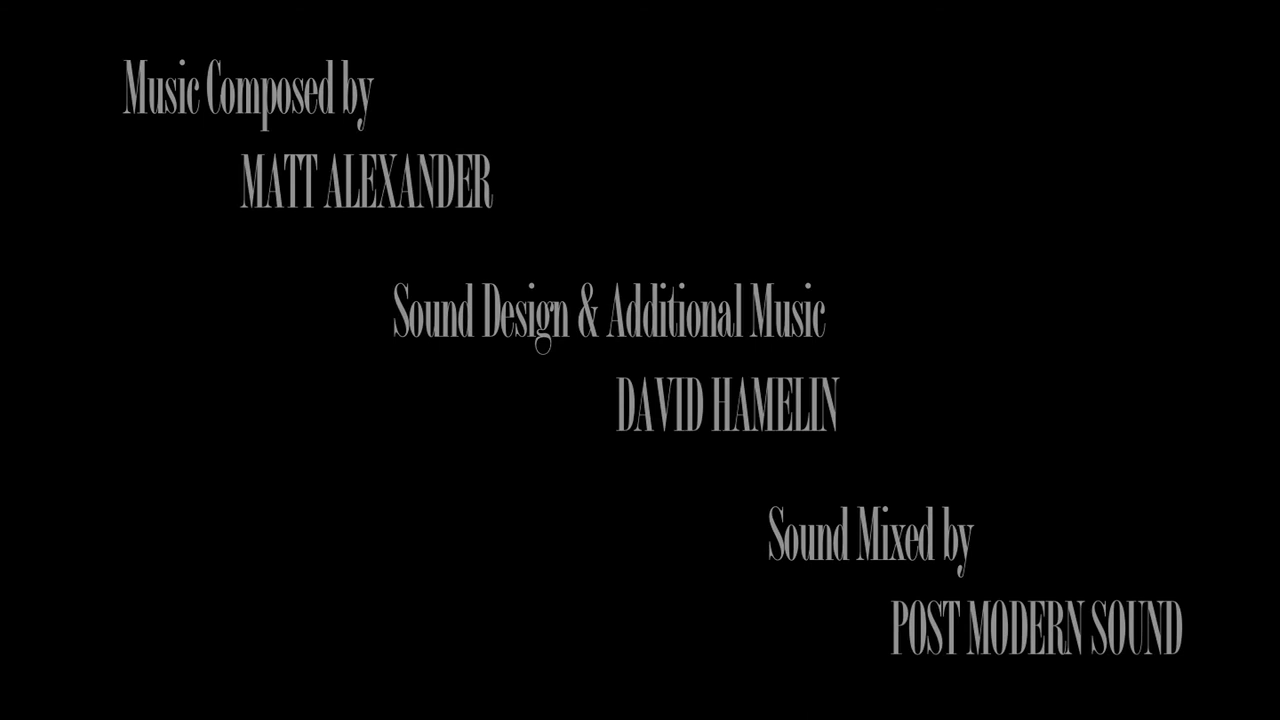 Music Composed by
MATT ALEXANDER
Sound Design & Additional Music
DAVID HAMELIN
Sound Mixed by
POST MODERN SOUND